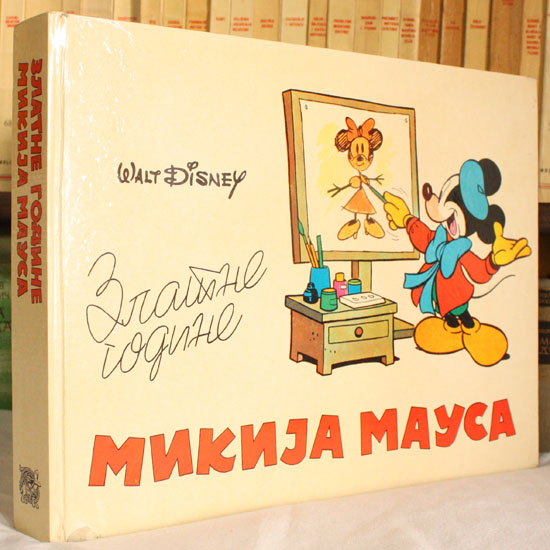 ЗЛАТНЕ ГОДИНЕ
МИКИЈА МАУСА
WALT DISNEY
Златне
године
МИКИЈА МАУСА